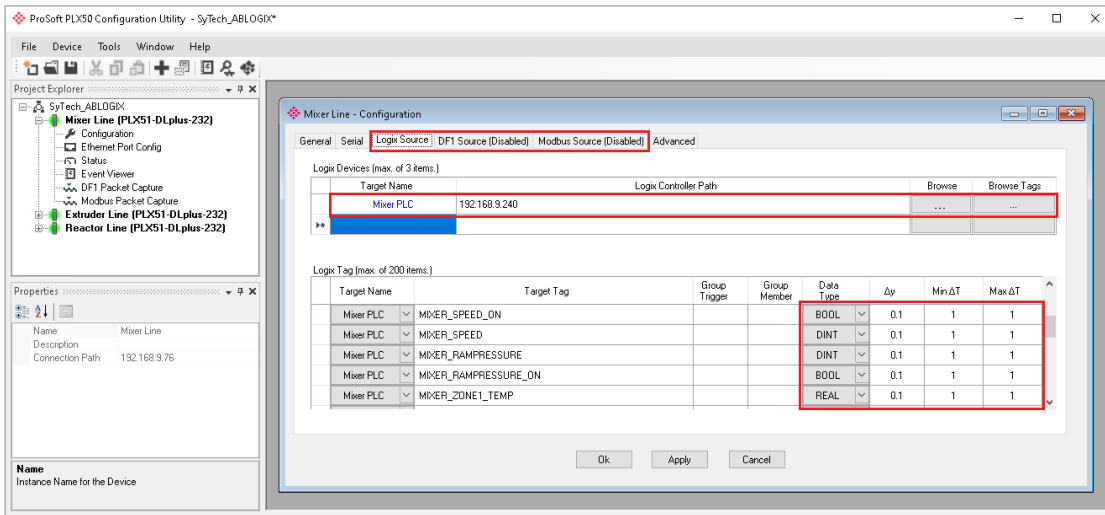 ProSoft PLX50 Configuration Utility - SyTech_ABLOGIX*
File Device Tools Window Help
Project Explorer
SyTech_ABLOGIX
Mixer Line (PLX51-DLplus-232)
Configuration
Ethernet Port Config
Status
Event Viewer
DF1 Packet Capture
Modbus Packet Capture
Extruder Line (PLX51-DLplus-232)
Reactor Line (PLX51-DLplus-232)
Properties
Name Mixer Line
Description
Connection Path 192.168.9.76
Name
Instance Name for the Device
Mixer Line - Configuration
General Serial Logix Source DF1 Source (Disabled) Modbus Source (Disabled) Advanced
Logix Devices (max. of 3 items.)
Target Name Logix Controller Path Browse Browse Tags
Mixer PLC 192.168.9.240 ... ...
Logix Tag (max. of 200 items.)
Target Name Target Tag Group Trigger Group Member Data Type Δy Min ΔT Max ΔT
Mixer PLC MIXER_SPEED_ON BOOL 0.1 1 1
Mixer PLC MIXER_SPEED DINT 0.1 1 1
Mixer PLC MIXER_RAMPRESSURE DINT 0.1 1 1
Mixer PLC MIXER_RAMPRESSURE_ON BOOL 0.1 1 1
Mixer PLC MIXER_ZONE1_TEMP REAL 0.1 1 1
Ok Apply Cancel